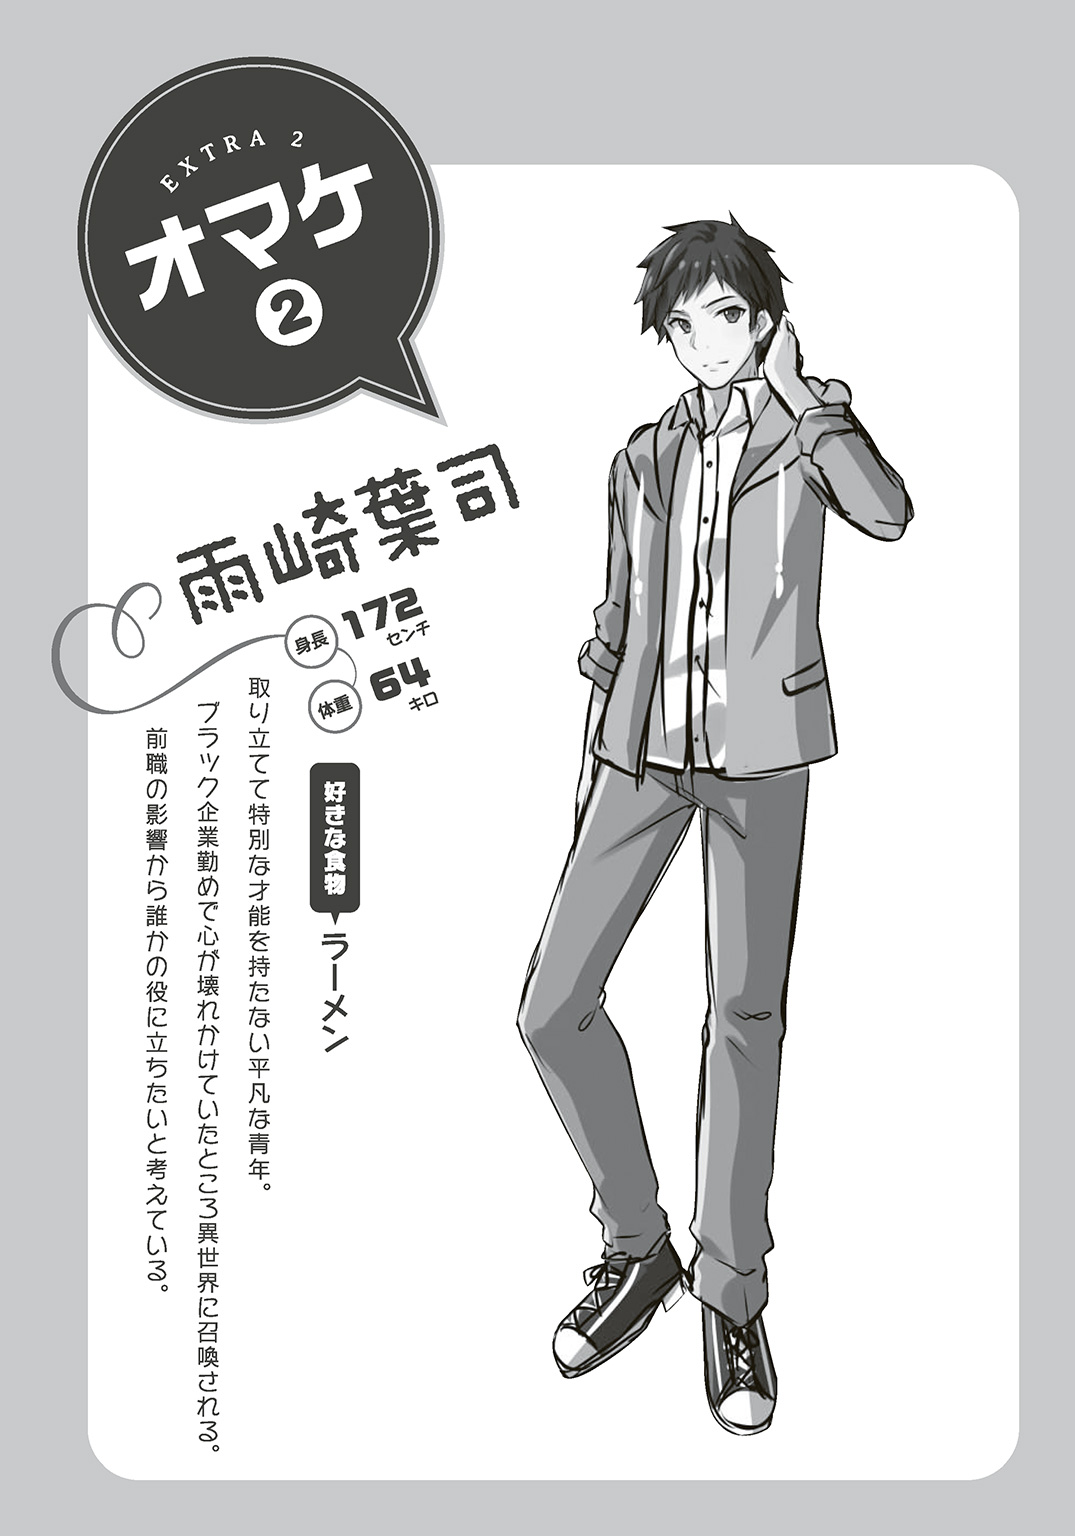 EXTRA 2
オマケ
2
雨崎葉司
身長 172センチ
体重 64キロ
好きな食物 ラーメン
取り立てて特別な才能を持たない平凡な青年。
ブラック企業勤めで心が壊れかけていたところ異世界に召喚される。
前職の影響から誰かの役に立ちたいと考えている。